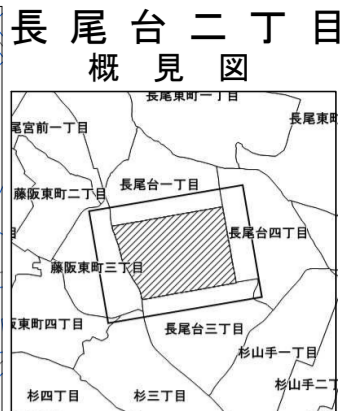 長尾台二丁目
概見図
長尾東町一丁目
尾宮前一丁目
長尾東町
藤阪東町二丁目
長尾台一丁目
長尾台四丁目
藤阪東町三丁目
阪東町四丁目
長尾台三丁目
杉山手一丁目
杉四丁目
杉三丁目
杉山手二丁